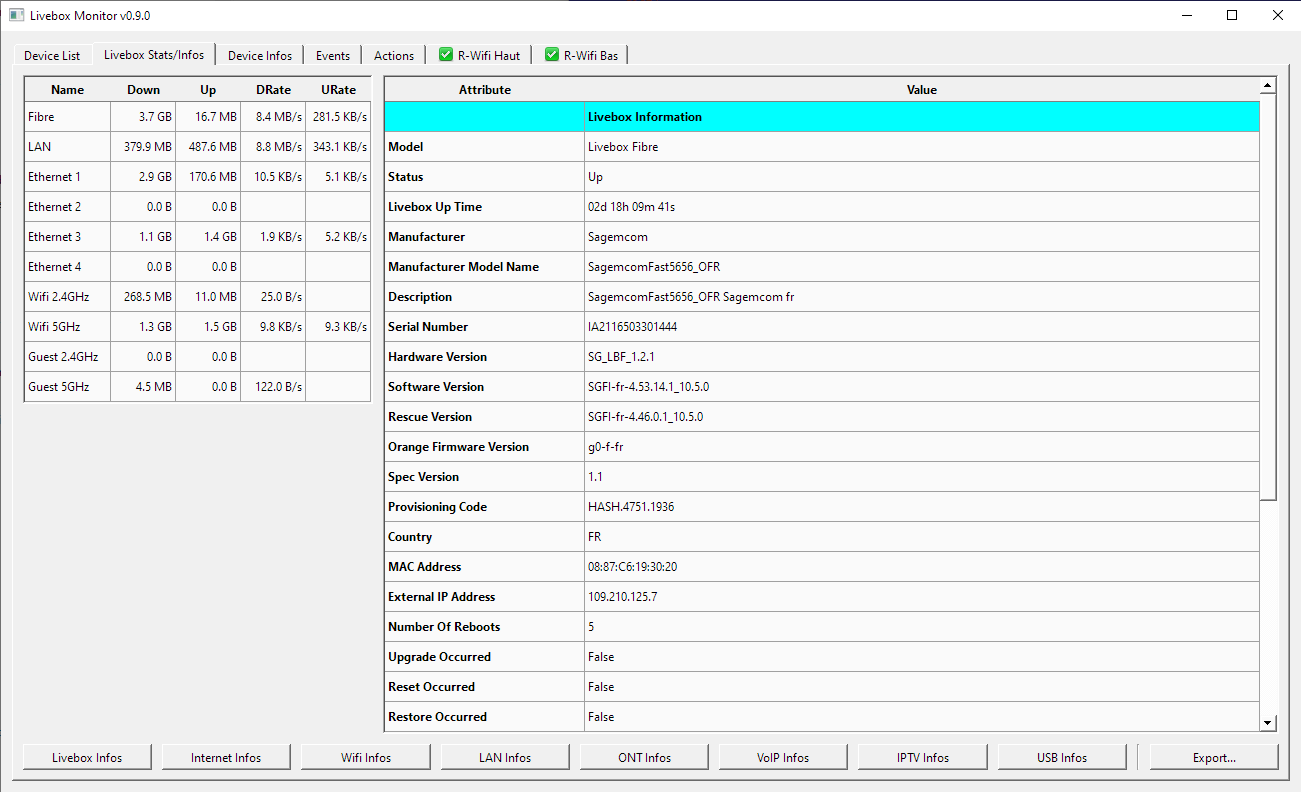 Livebox Monitor v0.9.0
Device List Livebox Stats/Infos Device Infos Events Actions R-Wifi Haut R-Wifi Bas
Name Down Up DRate URate
Fibre 3.7 GB 16.7 MB 8.4 MB/s 281.5 KB/s
LAN 379.9 MB 487.6 MB 8.8 MB/s 343.1 KB/s
Ethernet 1 2.9 GB 170.6 MB 10.5 KB/s 5.1 KB/s
Ethernet 2 0.0 B 0.0 B
Ethernet 3 1.1 GB 1.4 GB 1.9 KB/s 5.2 KB/s
Ethernet 4 0.0 B 0.0 B
Wifi 2.4GHz 268.5 MB 11.0 MB 25.0 B/s
Wifi 5GHz 1.3 GB 1.5 GB 9.8 KB/s 9.3 KB/s
Guest 2.4GHz 0.0 B 0.0 B
Guest 5GHz 4.5 MB 0.0 B 122.0 B/s
Attribute Value
Livebox Information
Model Livebox Fibre
Status Up
Livebox Up Time 02d 18h 09m 41s
Manufacturer Sagemcom
Manufacturer Model Name SagemcomFast5656_OFR
Description SagemcomFast5656_OFR Sagemcom fr
Serial Number IA2116503301444
Hardware Version SG_LBF_1.2.1
Software Version SGFI-fr-4.53.14.1_10.5.0
Rescue Version SGFI-fr-4.46.0.1_10.5.0
Orange Firmware Version g0-f-fr
Spec Version 1.1
Provisioning Code HASH.4751.1936
Country FR
MAC Address 08:87:C6:19:30:20
External IP Address 109.210.125.7
Number Of Reboots 5
Upgrade Occurred False
Reset Occurred False
Restore Occurred False
Livebox Infos Internet Infos Wifi Infos LAN Infos ONT Infos VoIP Infos IPTV Infos USB Infos Export...